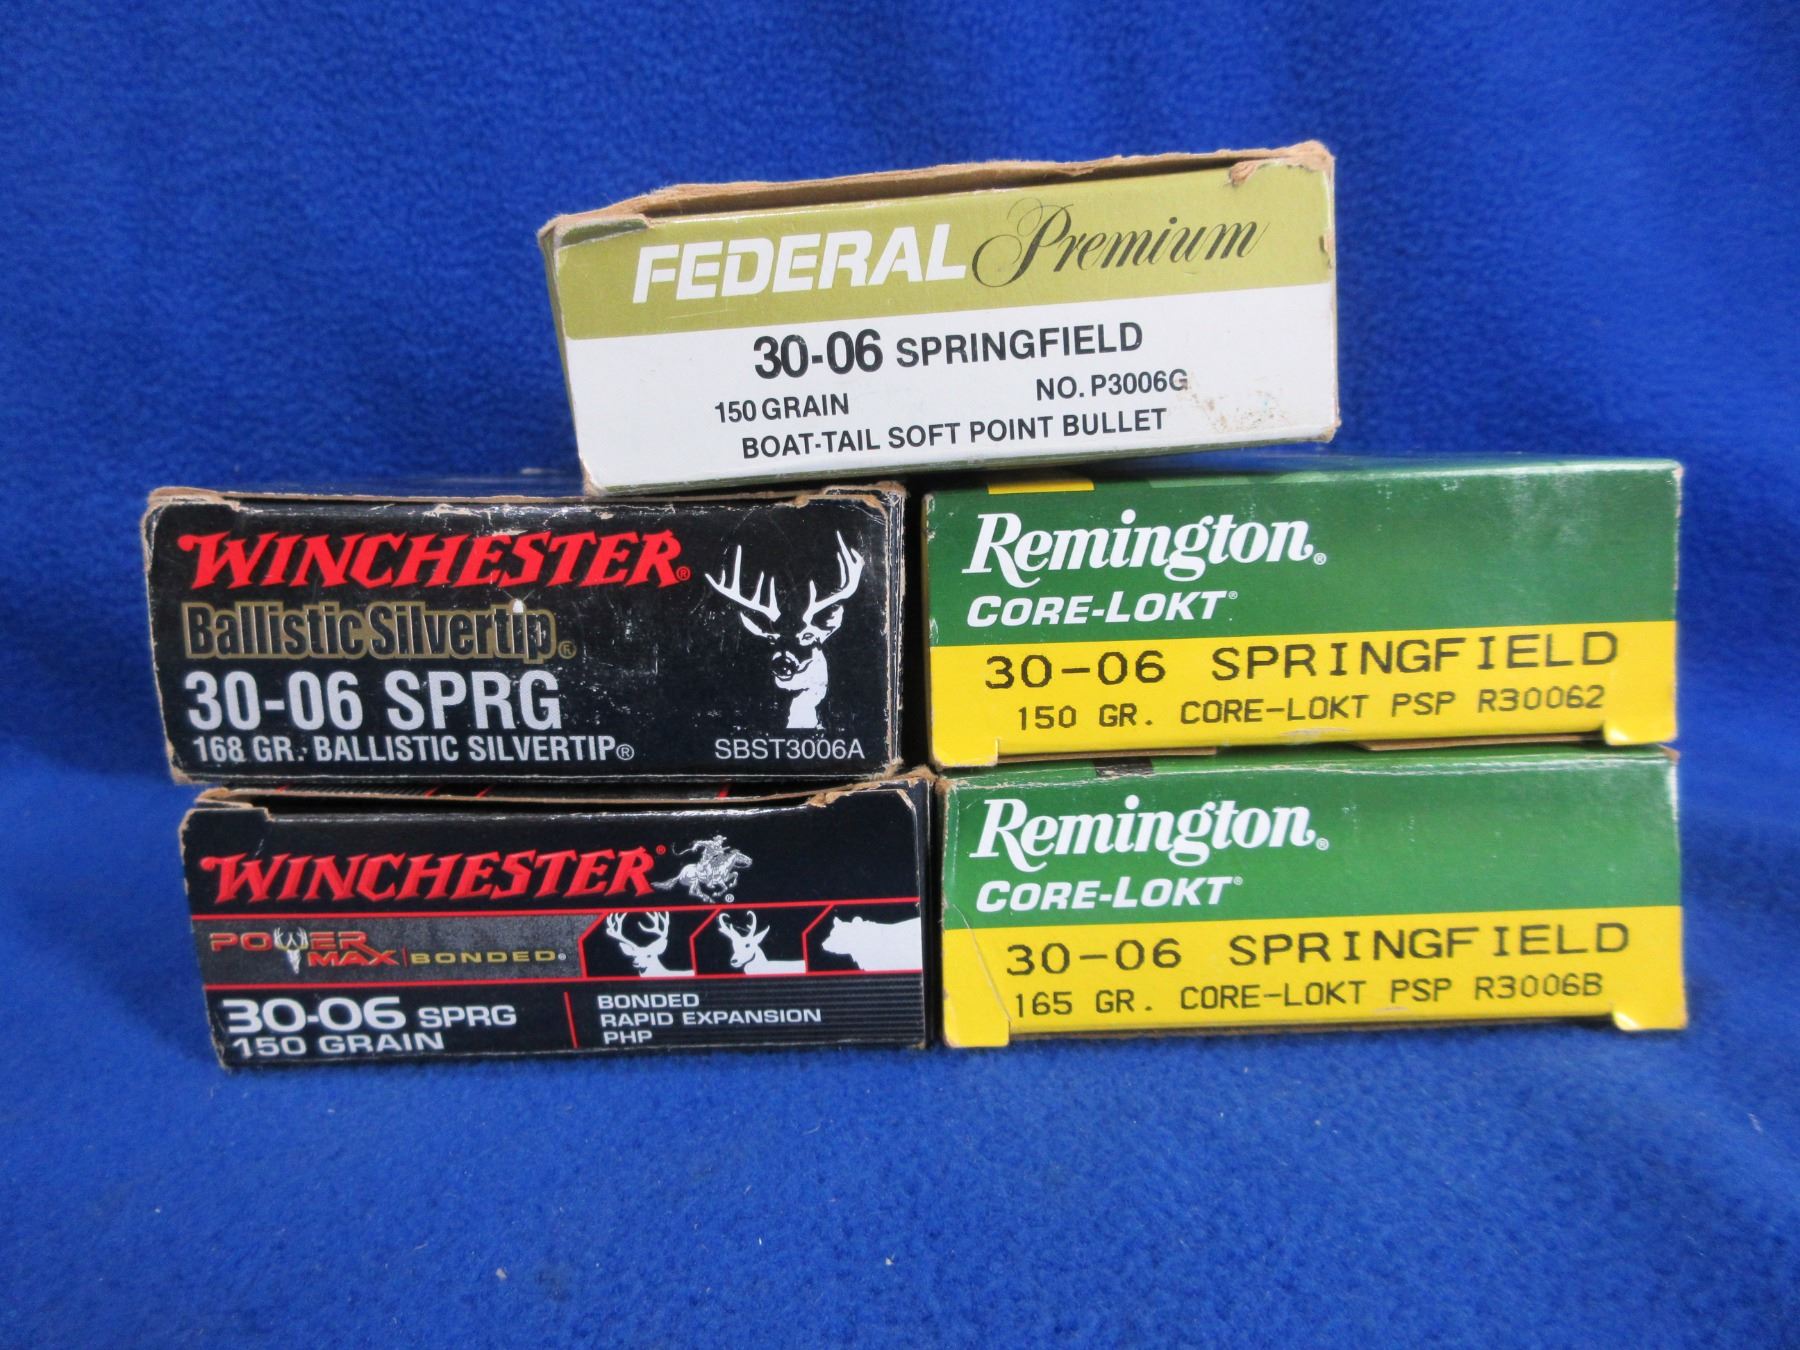 FEDERAL Premium
30-06 SPRINGFIELD
150 GRAIN NO. P3006G
BOAT-TAIL SOFT POINT BULLET
WINCHESTER®
Ballistic Silvertip®
30-06 SPRG
168 GR. BALLISTIC SILVERTIP® SBST3006A
Remington®
CORE-LOKT®
30-06 SPRINGFIELD
150 GR. CORE-LOKT PSP R30062
WINCHESTER®
POWER MAX | BONDED®
30-06 SPRG
150 GRAIN
BONDED
RAPID EXPANSION
PHP
Remington®
CORE-LOKT®
30-06 SPRINGFIELD
165 GR. CORE-LOKT PSP R3006B